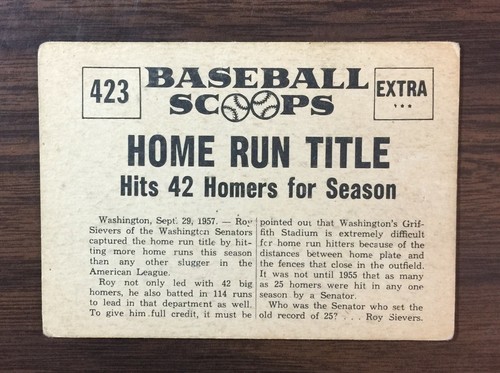 423
BASEBALL
SCOOPS
EXTRA
...
HOME RUN TITLE
Hits 42 Homers for Season
Washington, Sept. 29, 1957. — Roy
Sievers of the Washington Senators
captured the home run title by hit-
ting more home runs this season
than any other slugger in the
American League.
Roy not only led with 42 big
homers, he also batted in 114 runs
to lead in that department as well.
To give him full credit, it must be
pointed out that Washington's Grif-
fith Stadium is extremely difficult
for home run hitters because of the
distances between home plate and
the fences that close in the outfield.
It was not until 1955 that as many
as 25 homers were hit in any one
season by a Senator.
Who was the Senator who set the
old record of 25? . . . Roy Sievers.